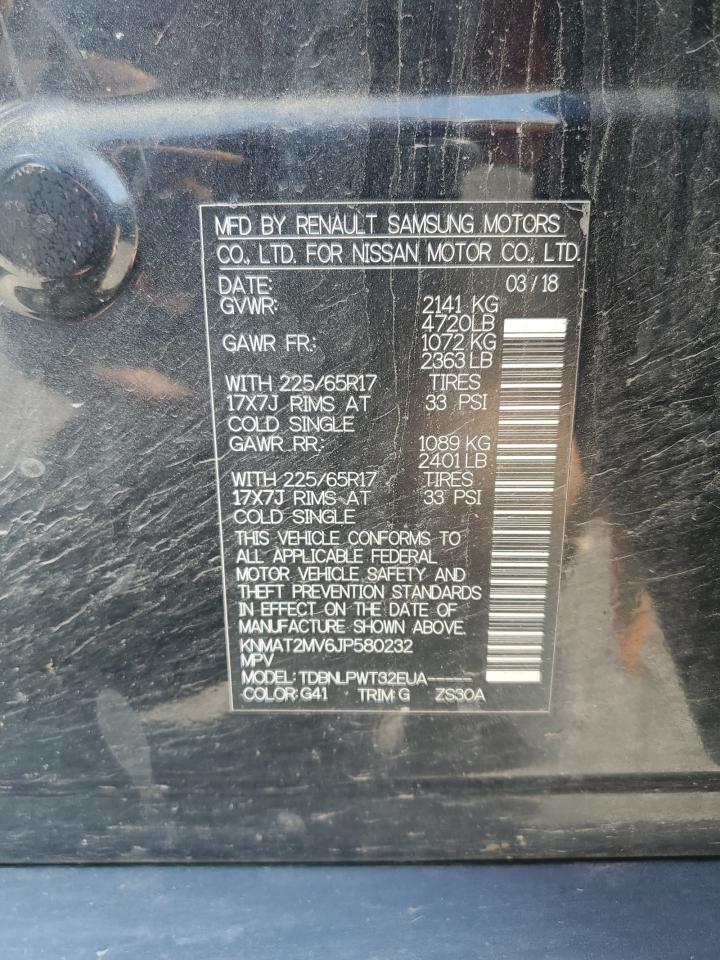 MFD BY RENAULT SAMSUNG MOTORS
CO., LTD. FOR NISSAN MOTOR CO., LTD.
DATE: 03/18
GVWR: 2141 KG
4720LB
GAWR FR: 1072 KG
2363 LB
WITH 225/65R17 TIRES
17X7J RIMS AT 33 PSI
COLD SINGLE
GAWR RR: 1089 KG
2401 LB
WITH 225/65R17 TIRES
17X7J RIMS AT 33 PSI
COLD SINGLE
THIS VEHICLE CONFORMS TO
ALL APPLICABLE FEDERAL
MOTOR VEHICLE SAFETY AND
THEFT PREVENTION STANDARDS
IN EFFECT ON THE DATE OF
MANUFACTURE SHOWN ABOVE.
KNMAT2MV6JP580232
MPV
MODEL: TDBNLPWT32EUA-----
COLOR: G41 TRIM: G ZS30A